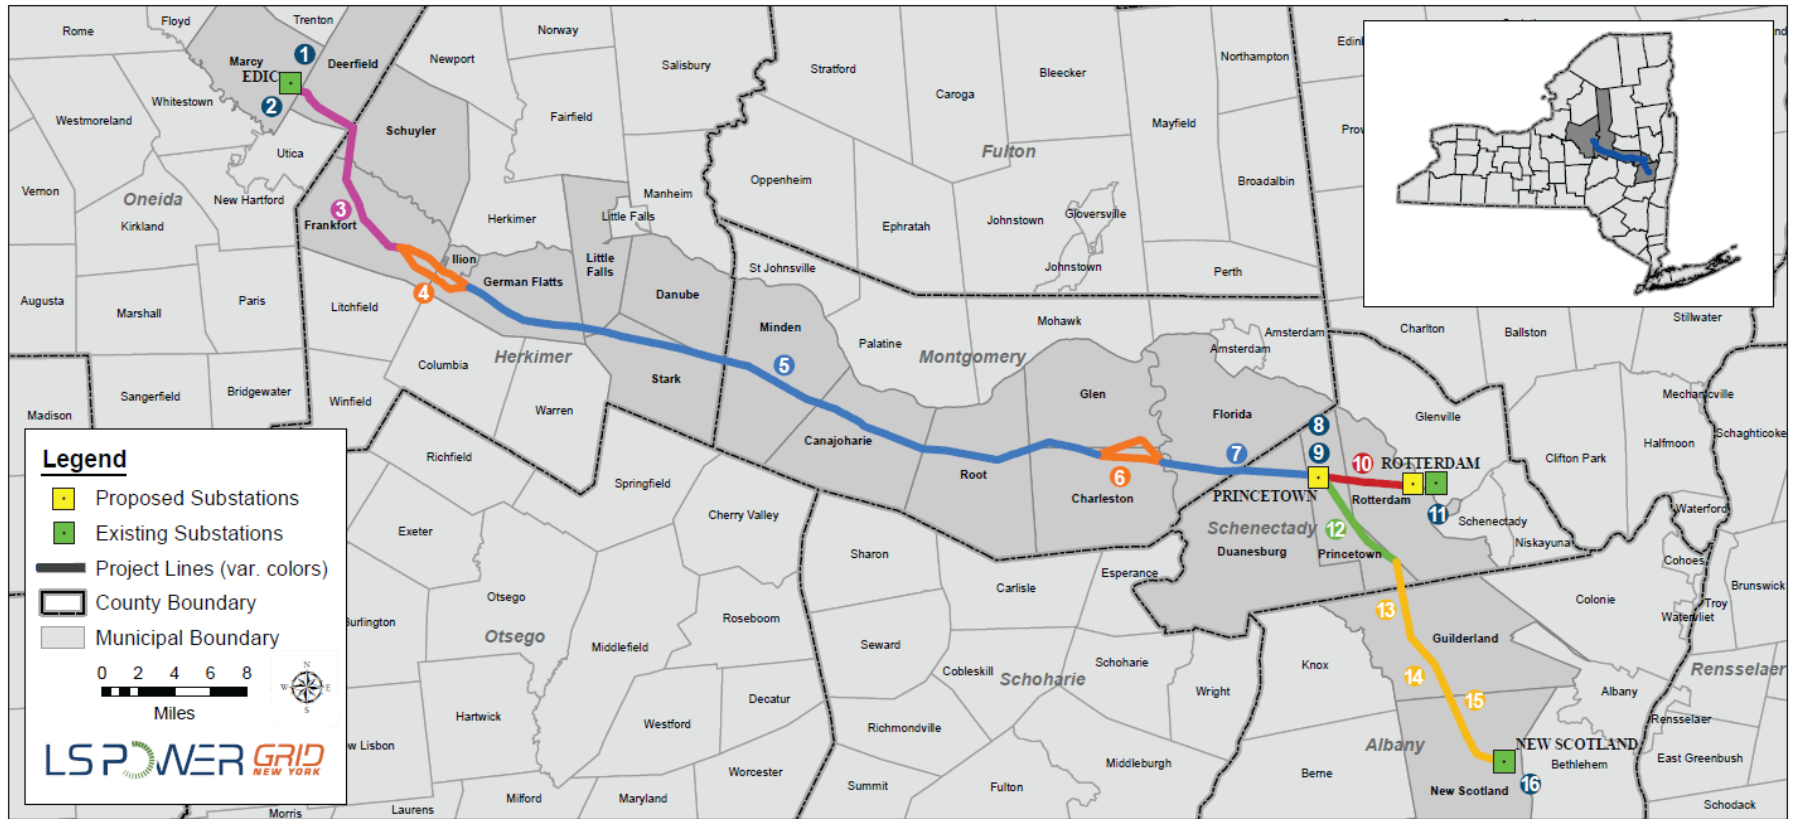 Rome
Floyd
Trenton
Marcy
EDIC
1
2
Deerfield
Newport
Norway
Salisbury
Stratford
Caroga
Bleecker
Northampton
Whitestown
Westmoreland
Schuyler
Fairfield
Mayfield
Utica
Fulton
Oppenheim
Broadalbin
Vernon
Oneida
New Hartford
Kirkland
3
Frankfort
Herkimer
Manheim
Little Falls
Ephratah
Johnstown
Gloversville
Johnstown
Perth
Ilion
German Flatts
Little
Falls
St Johnsville
4
Augusta
Marshall
Paris
Litchfield
Danube
Minden
Mohawk
Palatine
Amsterdam
Amsterdam
Charlton
Ballston
Stillwater
Columbia
Herkimer
Montgomery
5
Stark
Sangerfield
Bridgewater
Winfield
Warren
Madison
Glen
Florida
Glenville
Mechanicville
Halfmoon
Schaghticoke
Clifton Park
Canajoharie
Root
6
Charleston
7
8
9
10
ROTTERDAM
PRINCETOWN
Rotterdam
11
Schenectady
Niskayuna
Waterford
Schenectady
12
Duanesburg
Princetown
Richfield
Springfield
Cherry Valley
Exeter
Sharon
Carlisle
Esperance
Cohoes
Brunswick
Troy
Watervliet
Colonie
Otsego
Otsego
Middlefield
Roseboom
Seward
Cobleskill
Schoharie
Schoharie
Wright
Knox
13
Guilderland
14
15
Albany
Rensselaer
Rensselaer
Hartwick
Westford
Decatur
Richmondville
Albany
NEW SCOTLAND
Bethlehem
East Greenbush
16
New Scotland
Berne
Middleburgh
Fulton
Summit
Worcester
Maryland
Milford
Laurens
Morris
Schodack
Legend
Proposed Substations
Existing Substations
Project Lines (var. colors)
County Boundary
Municipal Boundary
0 2 4 6 8
Miles
N
W E
S
LS POWER GRID
NEW YORK